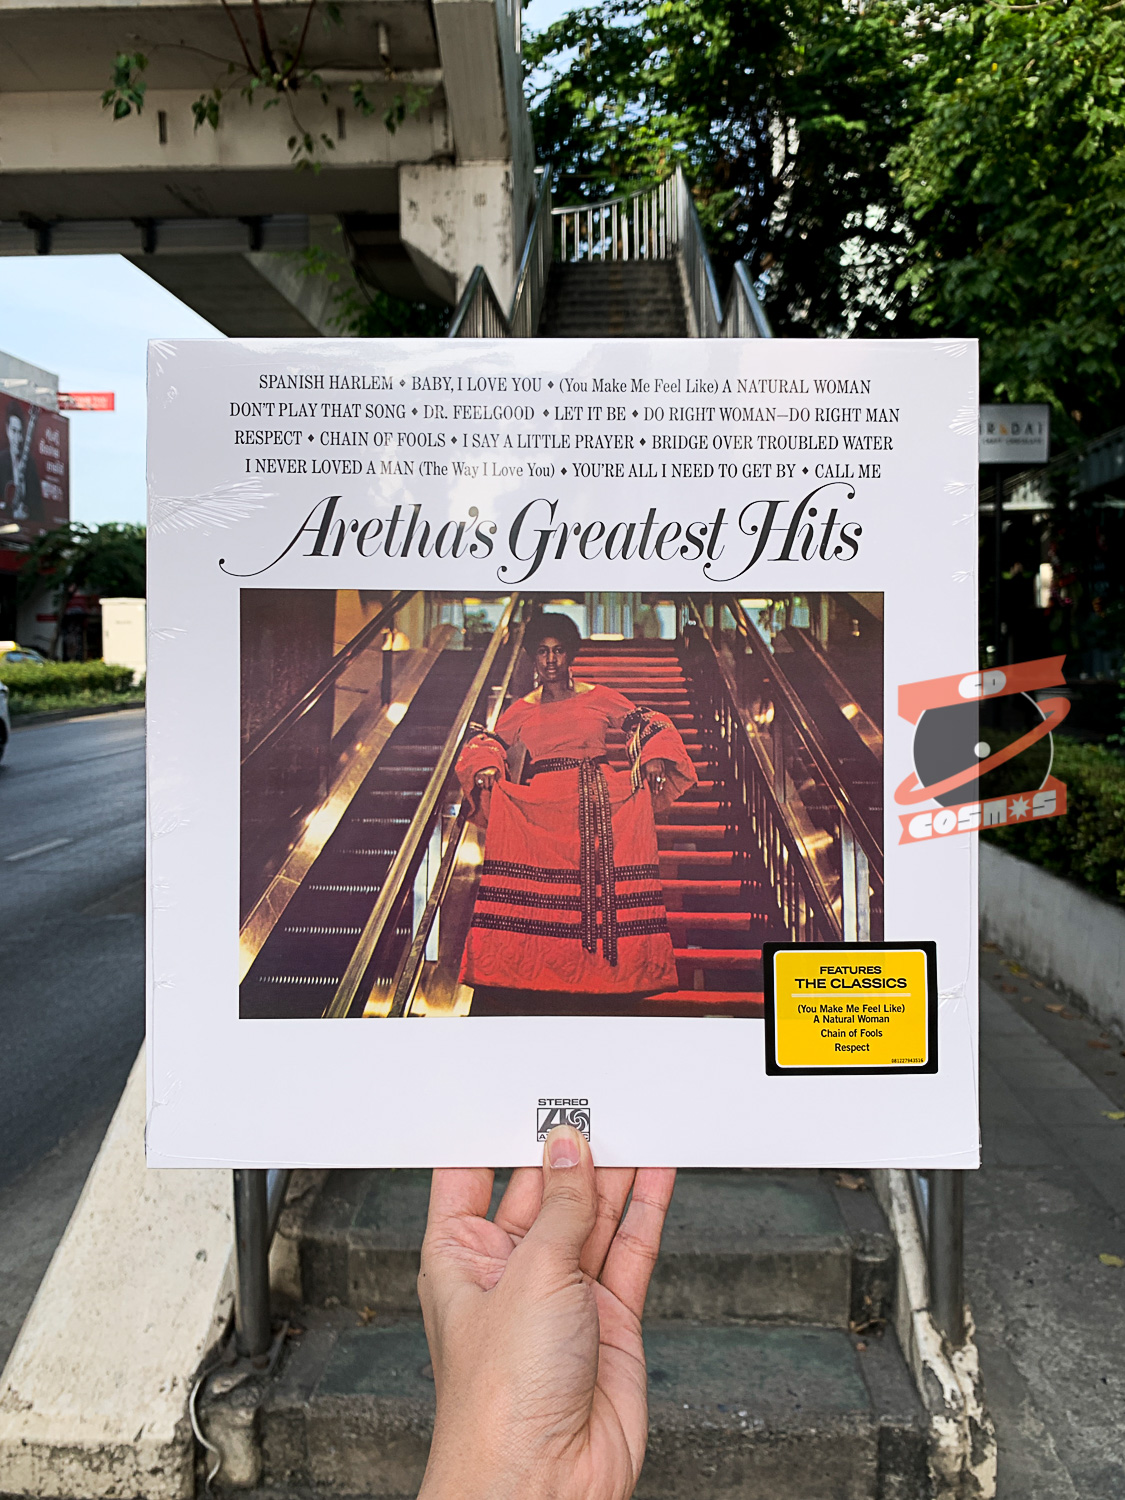 SPANISH HARLEM ⬥ BABY, I LOVE YOU ⬥ (You Make Me Feel Like) A NATURAL WOMAN
DON'T PLAY THAT SONG ⬥ DR. FEELGOOD ⬥ LET IT BE ⬥ DO RIGHT WOMAN—DO RIGHT MAN
RESPECT ⬥ CHAIN OF FOOLS ⬥ I SAY A LITTLE PRAYER ⬥ BRIDGE OVER TROUBLED WATER
I NEVER LOVED A MAN (The Way I Love You) ⬥ YOU'RE ALL I NEED TO GET BY ⬥ CALL ME
Aretha's Greatest Hits
CD
COSMOS
FEATURES
THE CLASSICS
(You Make Me Feel Like)
A Natural Woman
Chain of Fools
Respect
081227943516
STEREO